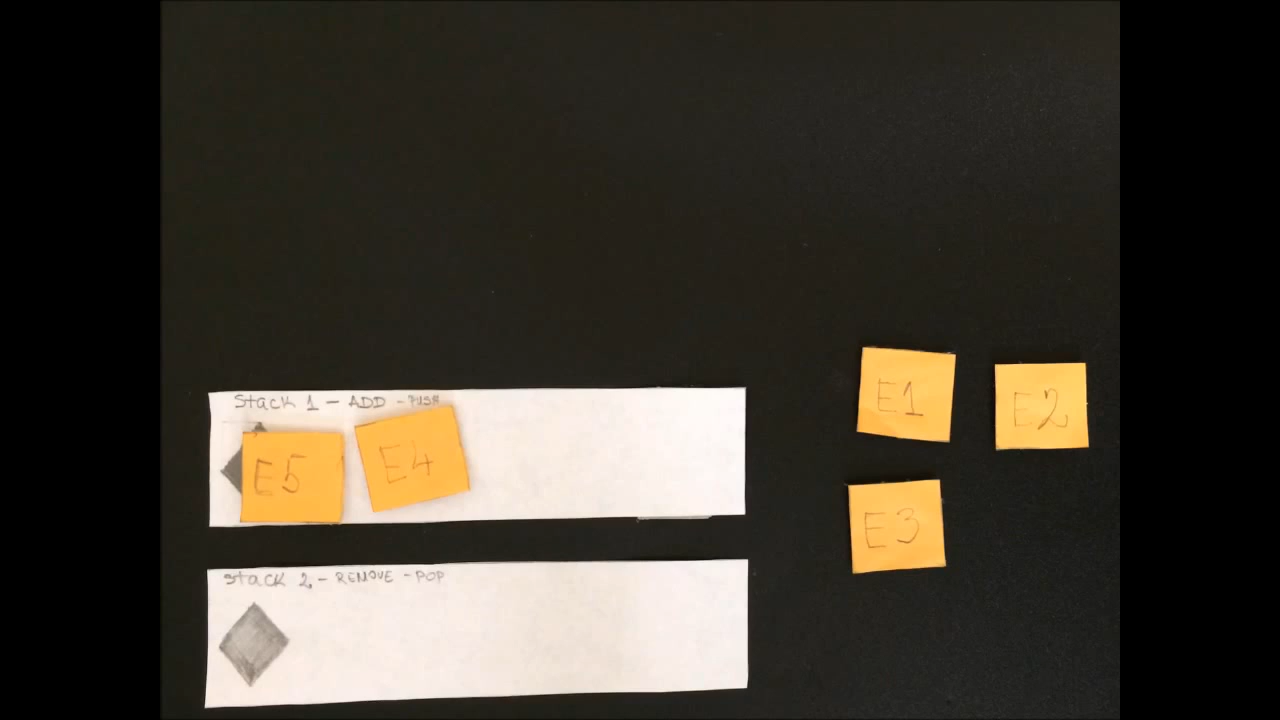 Stack 1 - ADD - PUSH
E5
E4
E1
E2
E3
Stack 2 - REMOVE - POP